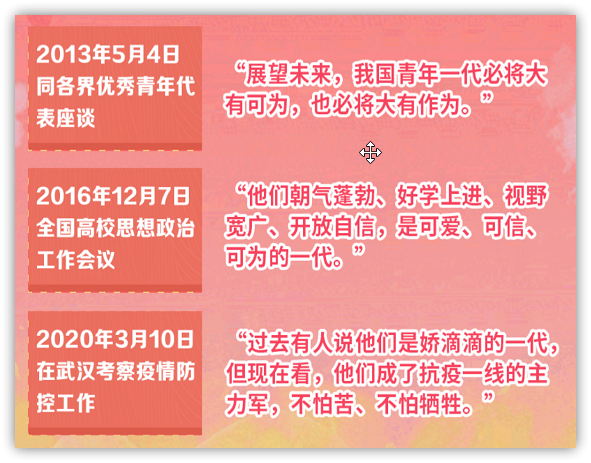 2013年5月4日
同各界优秀青年代
表座谈
“展望未来，我国青年一代必将大
有可为，也必将大有作为。”
2016年12月7日
全国高校思想政治
工作会议
“他们朝气蓬勃、好学上进、视野
宽广、开放自信，是可爱、可信、
可为的一代。”
2020年3月10日
在武汉考察疫情防
控工作
“过去有人说他们是娇滴滴的一代，
但现在看，他们成了抗疫一线的主
力军，不怕苦、不怕牺牲。”